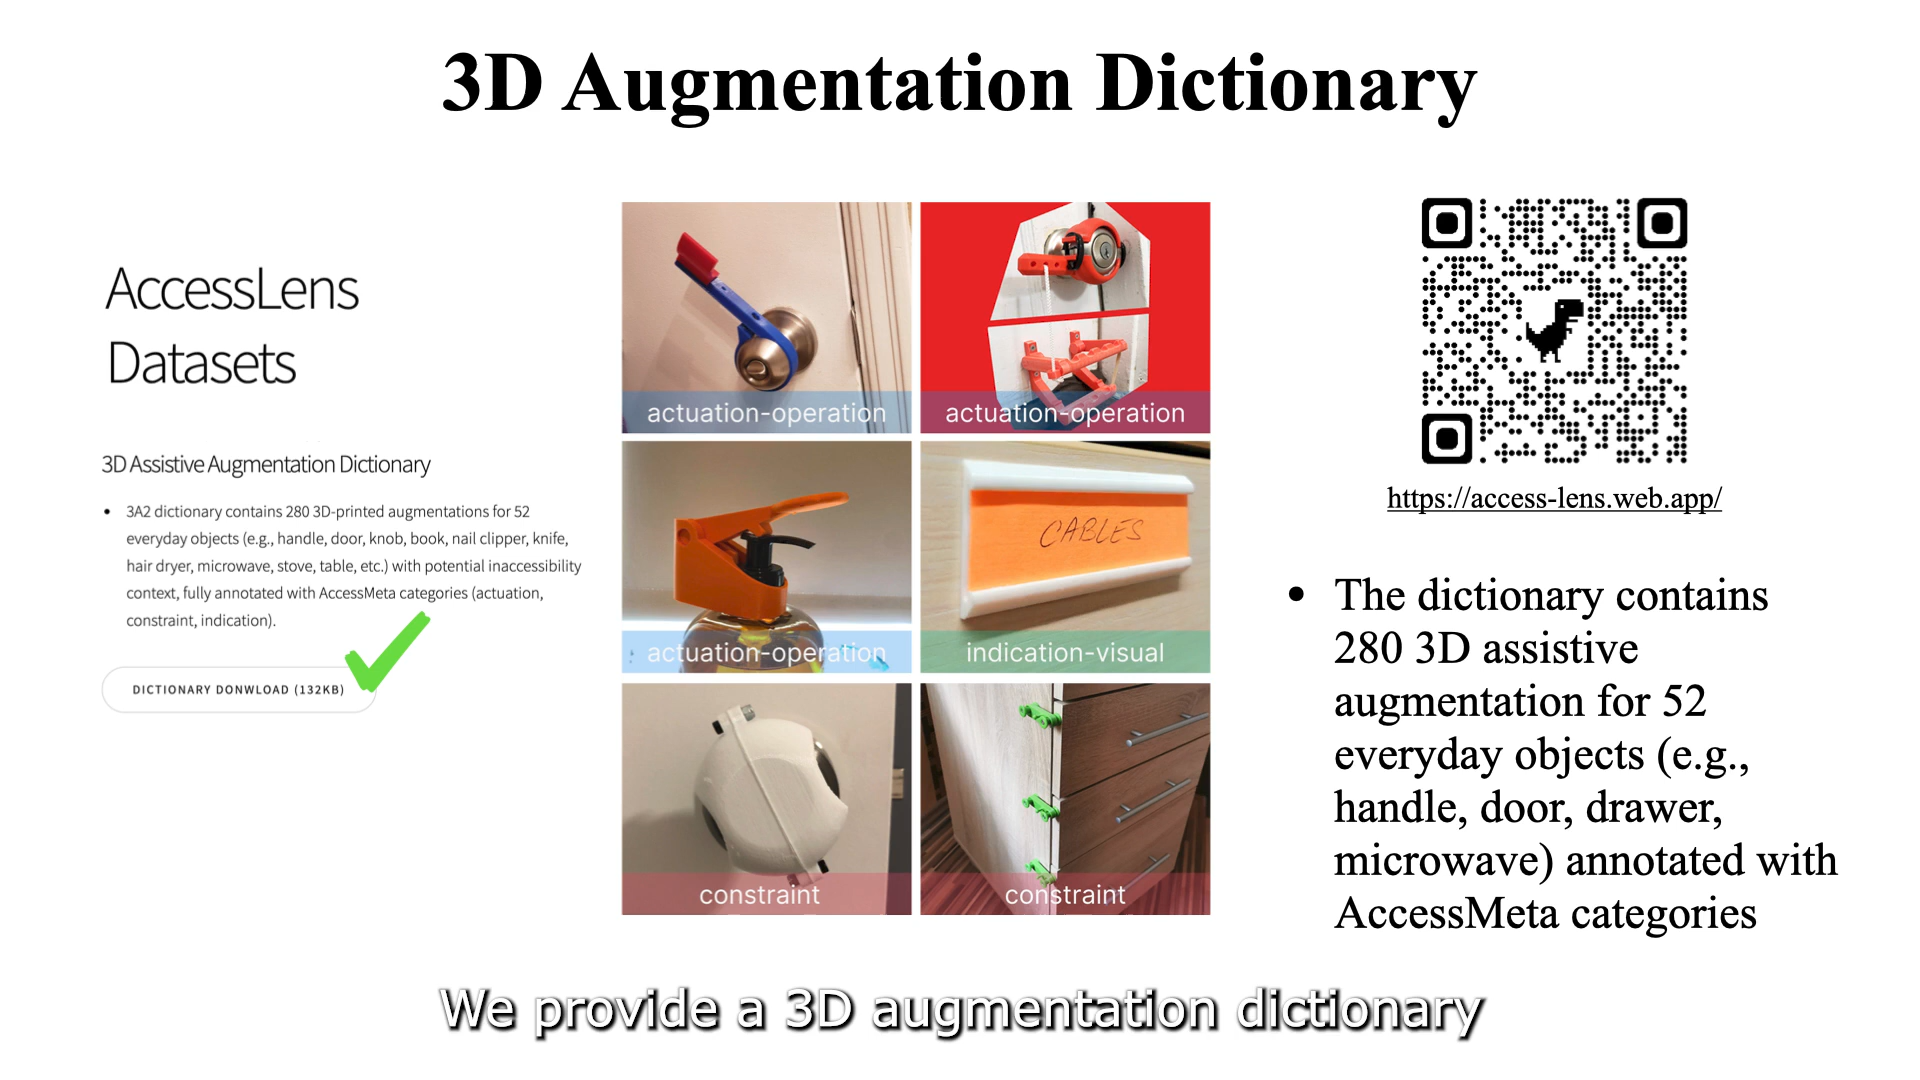 3D Augmentation Dictionary
AccessLens
Datasets
3D Assistive Augmentation Dictionary
• 3A2 dictionary contains 280 3D-printed augmentations for 52
everyday objects (e.g., handle, door, knob, book, nail clipper, knife,
hair dryer, microwave, stove, table, etc.) with potential inaccessibility
context, fully annotated with AccessMeta categories (actuation,
constraint, indication).
DICTIONARY DONWLOAD (132KB)
actuation-operation
actuation-operation
actuation-operation
CABLES
indication-visual
constraint
constraint
https://access-lens.web.app/
• The dictionary contains
280 3D assistive
augmentation for 52
everyday objects (e.g.,
handle, door, drawer,
microwave) annotated with
AccessMeta categories
We provide a 3D augmentation dictionary